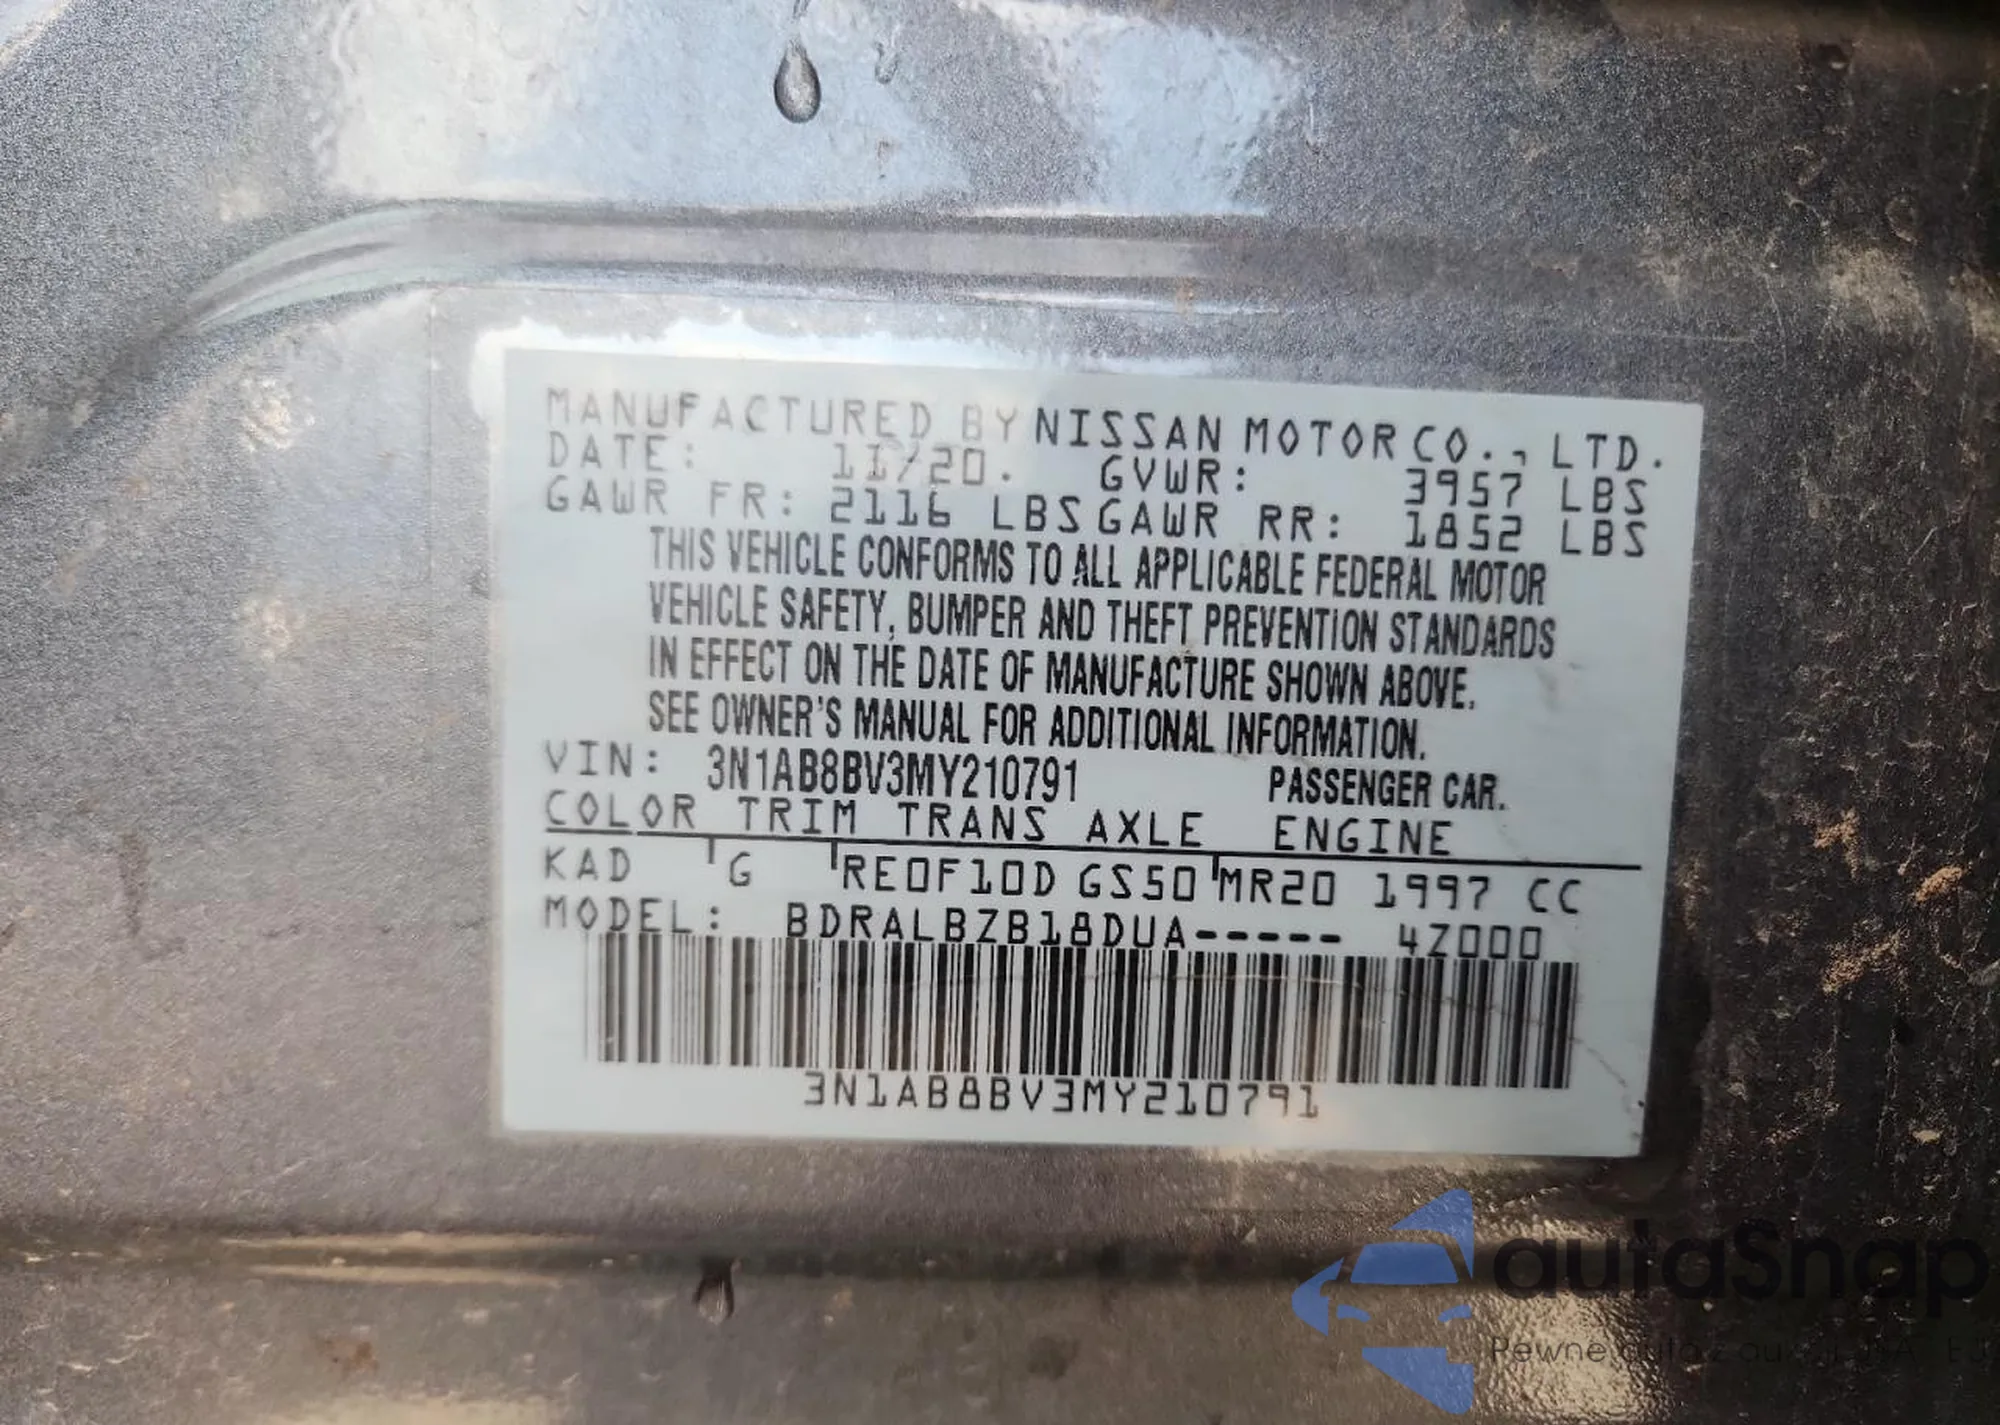 MANUFACTURED BY NISSAN MOTOR CO., LTD.
DATE: 11/20. GVWR: 3957 LBS
GAWR FR: 2116 LBS GAWR RR: 1852 LBS
THIS VEHICLE CONFORMS TO ALL APPLICABLE FEDERAL MOTOR
VEHICLE SAFETY, BUMPER AND THEFT PREVENTION STANDARDS
IN EFFECT ON THE DATE OF MANUFACTURE SHOWN ABOVE.
SEE OWNER'S MANUAL FOR ADDITIONAL INFORMATION.
VIN: 3N1AB8BV3MY210791 PASSENGER CAR.
COLOR TRIM TRANS AXLE ENGINE
KAD G RE0F10D GS50 MR20 1997 CC
MODEL: BDRALBZB18DUA----- 4Z000
3N1AB8BV3MY210791
autaSnap
Pewne auta z